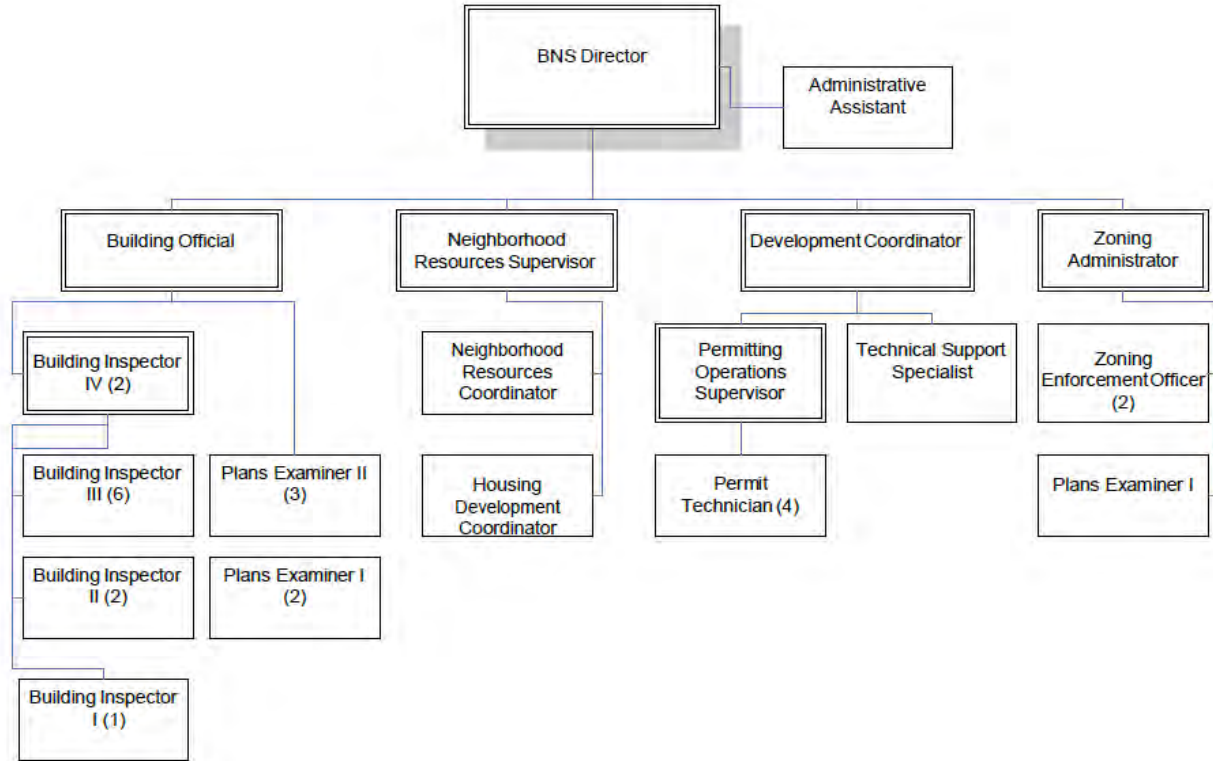 BNS Director
Administrative
Assistant
Building Official
Neighborhood
Resources Supervisor
Development Coordinator
Zoning
Administrator
Building Inspector
IV (2)
Neighborhood
Resources
Coordinator
Permitting
Operations
Supervisor
Technical Support
Specialist
Zoning
Enforcement Officer
(2)
Building Inspector
III (6)
Plans Examiner II
(3)
Housing
Development
Coordinator
Permit
Technician (4)
Plans Examiner I
Building Inspector
II (2)
Plans Examiner I
(2)
Building Inspector
I (1)